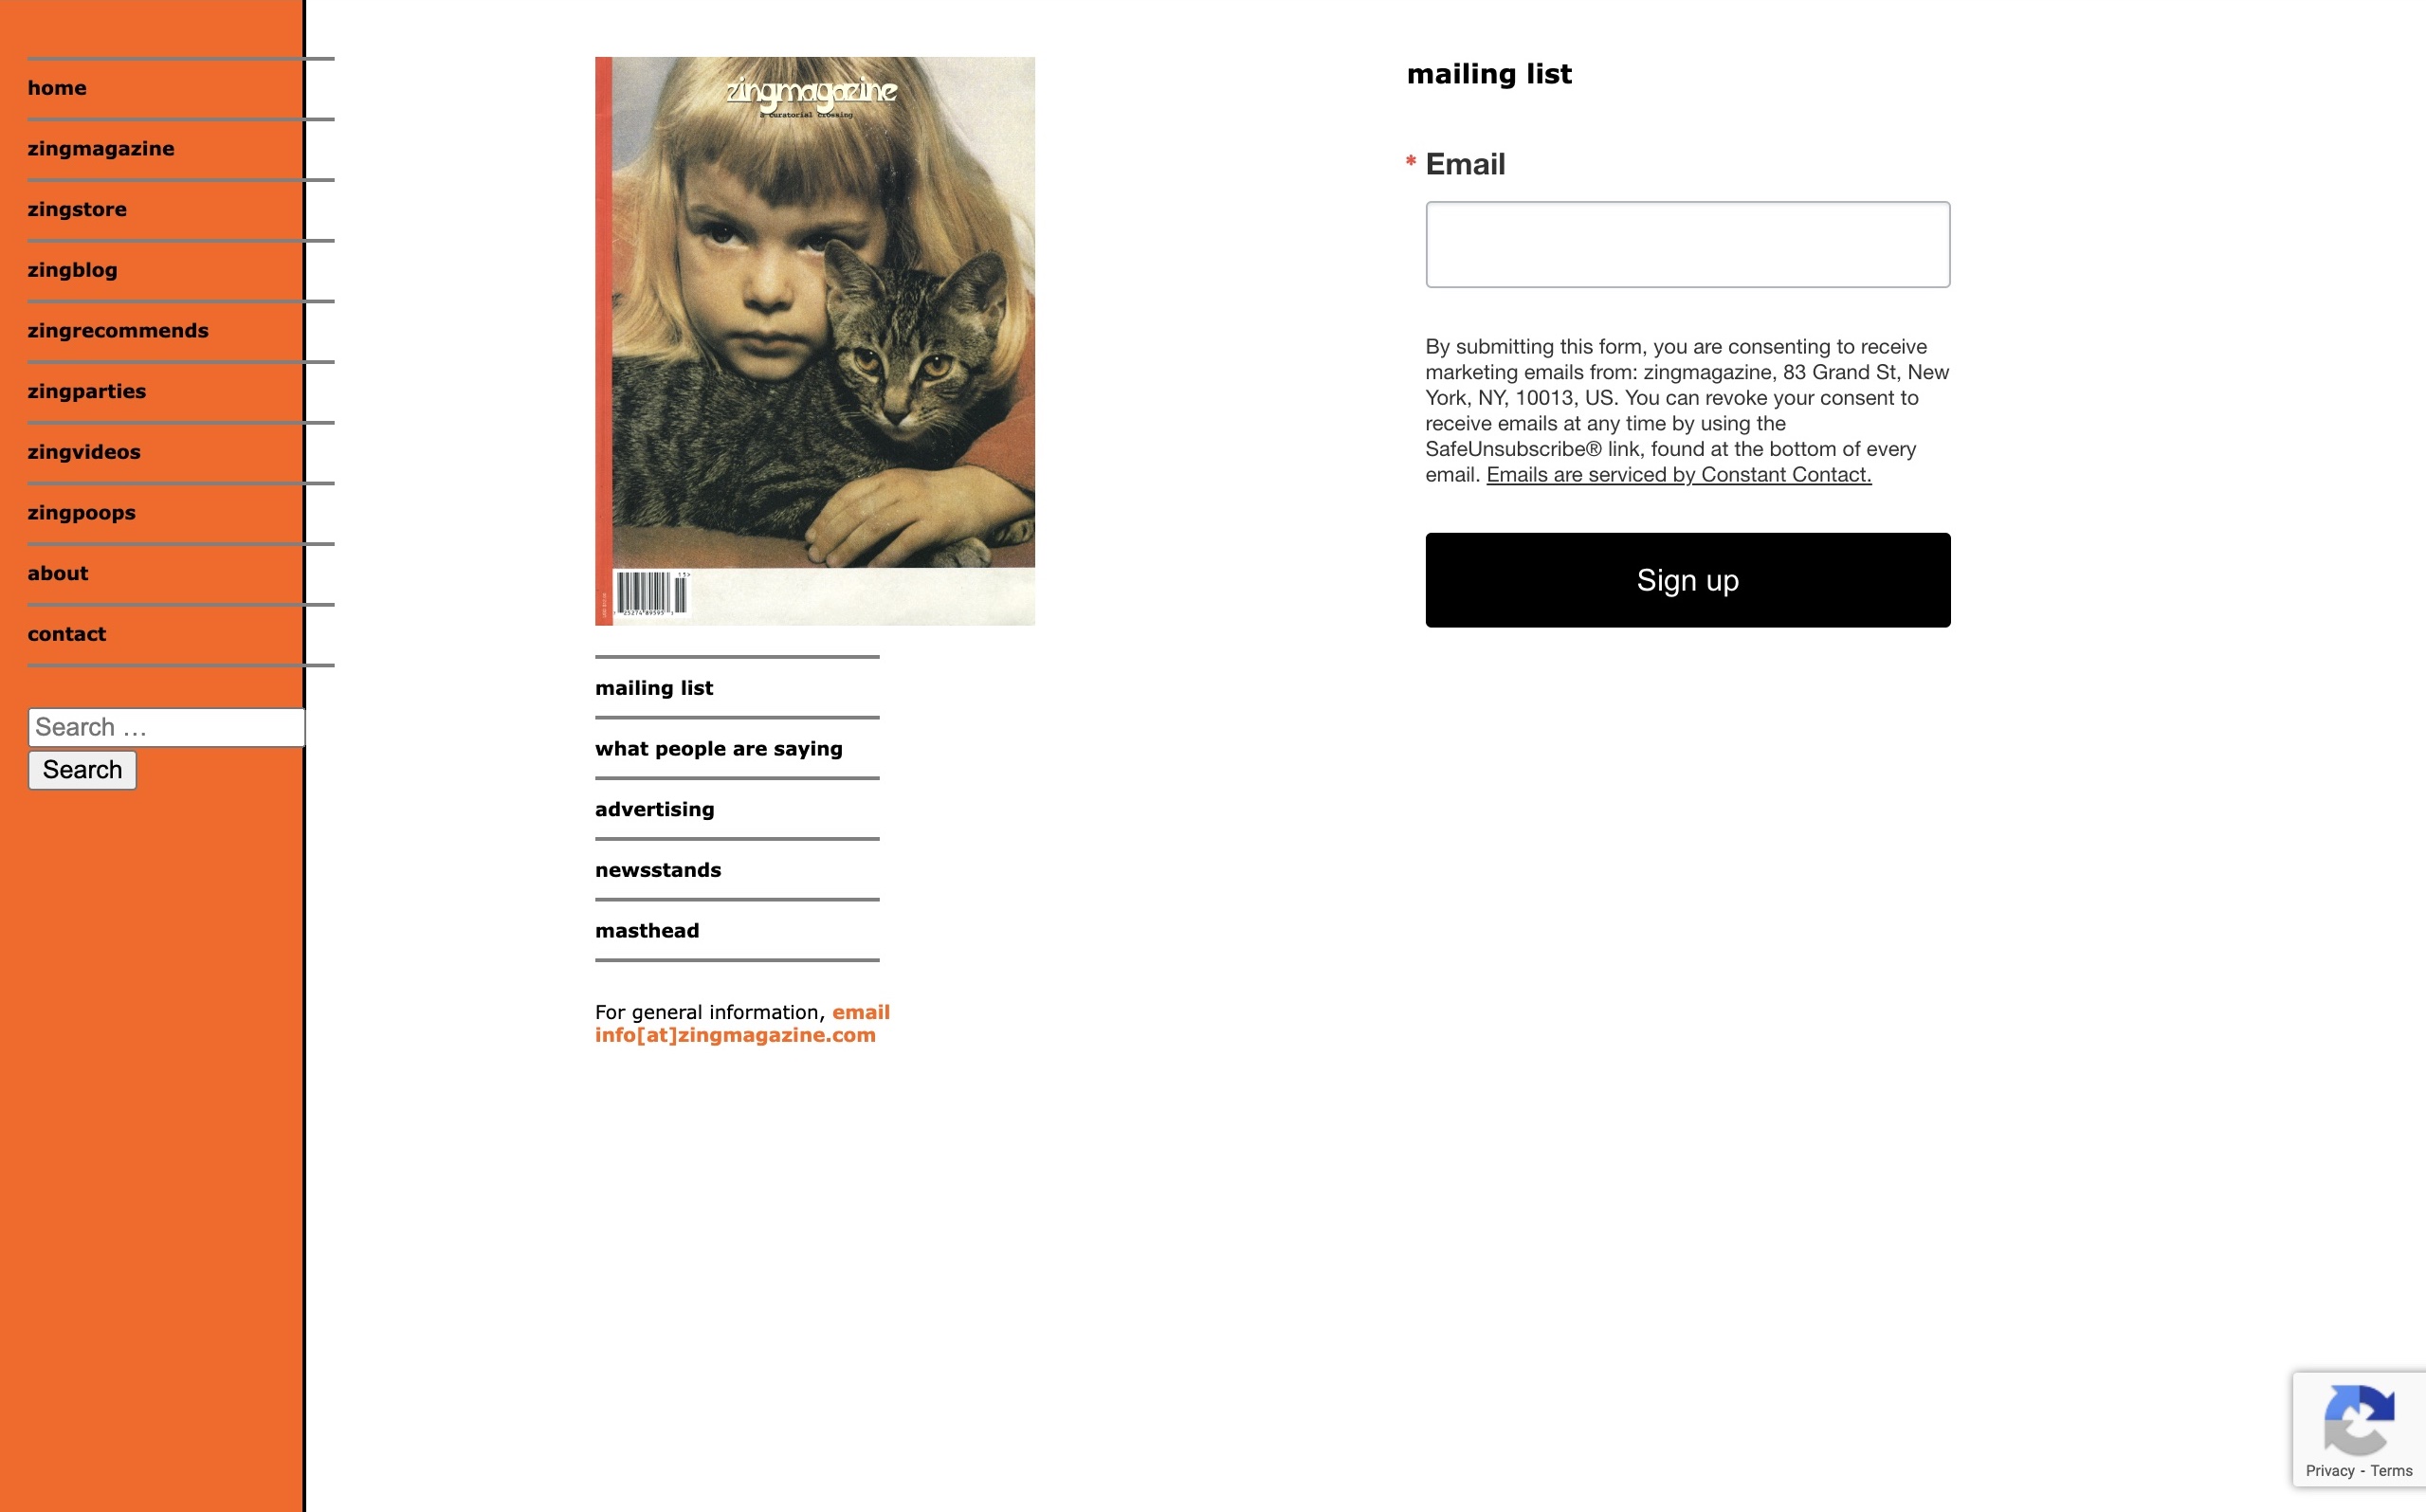 home
zingmagazine
zingstore
zingblog
zingrecommends
zingparties
zingvideos
zingpoops
about
contact
Search …
Search
zingmagazine
a curatorial crossing
mailing list
what people are saying
advertising
newsstands
masthead
For general information, email
info[at]zingmagazine.com
mailing list
* Email
By submitting this form, you are consenting to receive
marketing emails from: zingmagazine, 83 Grand St, New
York, NY, 10013, US. You can revoke your consent to
receive emails at any time by using the
SafeUnsubscribe® link, found at the bottom of every
email. Emails are serviced by Constant Contact.
Sign up
Privacy - Terms